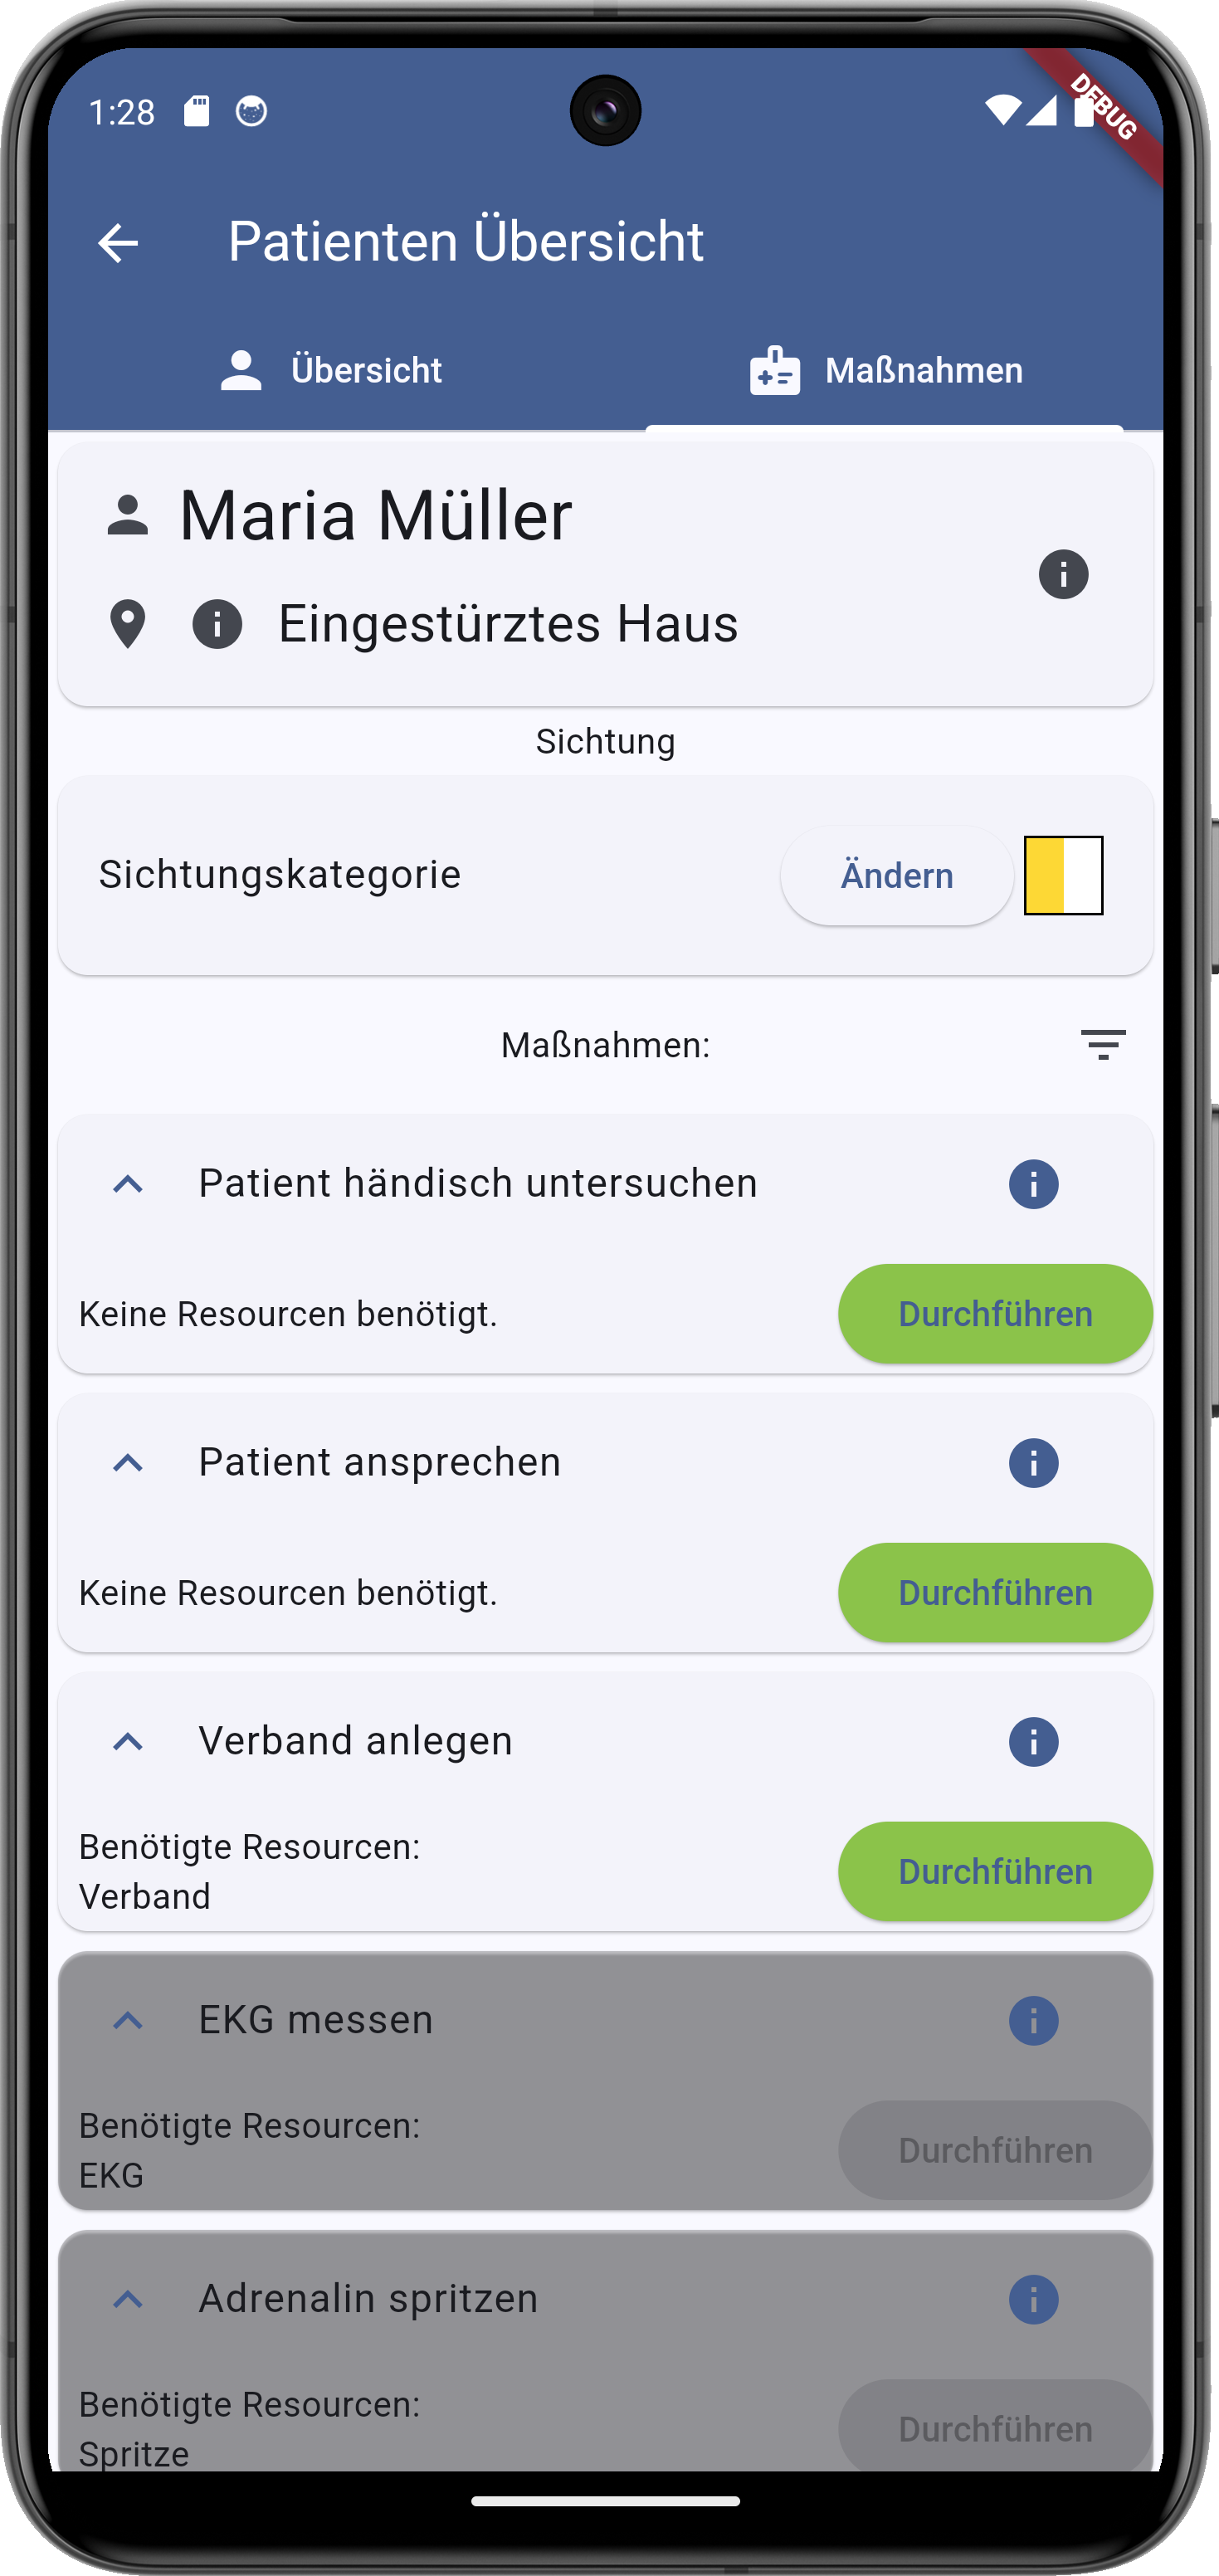 1:28
DEBUG
Patienten Übersicht
Übersicht
Maßnahmen
Maria Müller
Eingestürztes Haus
Sichtung
Sichtungskategorie
Ändern
Maßnahmen:
Patient händisch untersuchen
Keine Resourcen benötigt.
Durchführen
Patient ansprechen
Keine Resourcen benötigt.
Durchführen
Verband anlegen
Benötigte Resourcen:
Verband
Durchführen
EKG messen
Benötigte Resourcen:
EKG
Durchführen
Adrenalin spritzen
Benötigte Resourcen:
Spritze
Durchführen